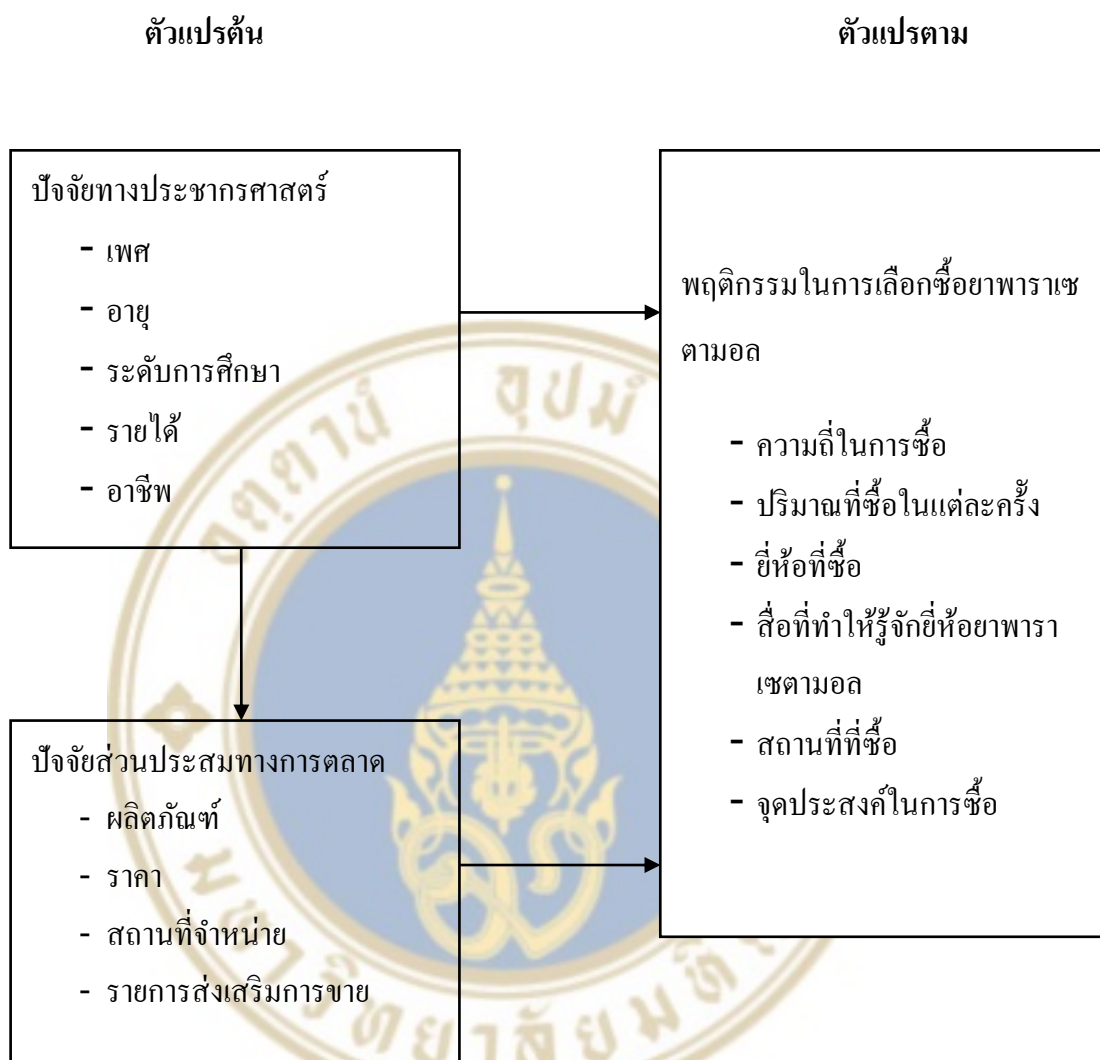 ตัวแปรต้น
ตัวแปรตาม
ปัจจัยทางประชากรศาสตร์
- เพศ
- อายุ
- ระดับการศึกษา
- รายได้
- อาชีพ
ปัจจัยส่วนประสมทางการตลาด
- ผลิตภัณฑ์
- ราคา
- สถานที่จำหน่าย
- รายการส่งเสริมการขาย
พฤติกรรมในการเลือกซื้อยาพาราเซ
ตามอล
- ความถี่ในการซื้อ
- ปริมาณที่ซื้อในแต่ละครั้ง
- ยี่ห้อที่ซื้อ
- สื่อที่ทำให้รู้จักยี่ห้อยาพารา
เซตามอล
- สถานที่ที่ซื้อ
- จุดประสงค์ในการซื้อ
อตฺตานํ อุปมํ